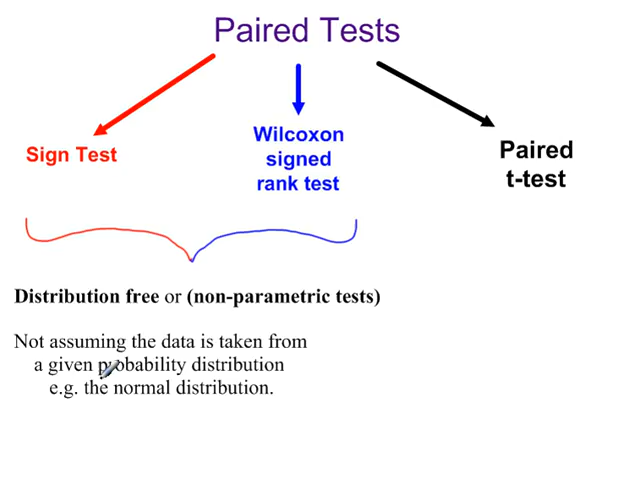 Paired Tests
Sign Test
Wilcoxon
signed
rank test
Paired
t-test
Distribution free or (non-parametric tests)
Not assuming the data is taken from
a given probability distribution
e.g. the normal distribution.